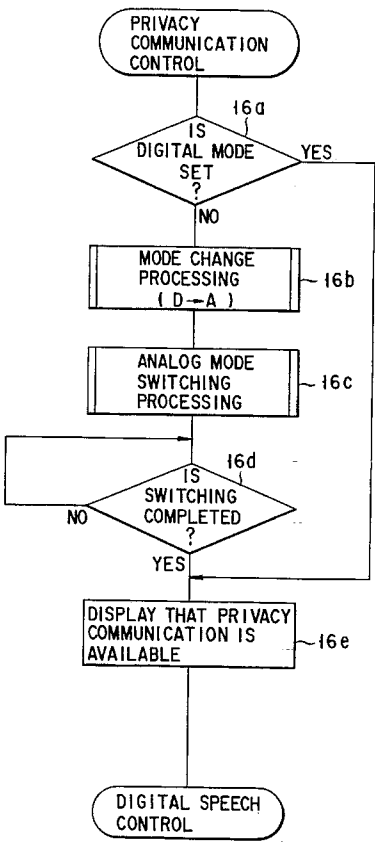 PRIVACY
COMMUNICATION
CONTROL
16a
IS
DIGITAL MODE
SET
?
YES
NO
MODE CHANGE
PROCESSING
( D→A )
16b
ANALOG MODE
SWITCHING
PROCESSING
16c
16d
IS
SWITCHING
COMPLETED
?
NO
YES
DISPLAY THAT PRIVACY
COMMUNICATION IS
AVAILABLE
16e
DIGITAL SPEECH
CONTROL